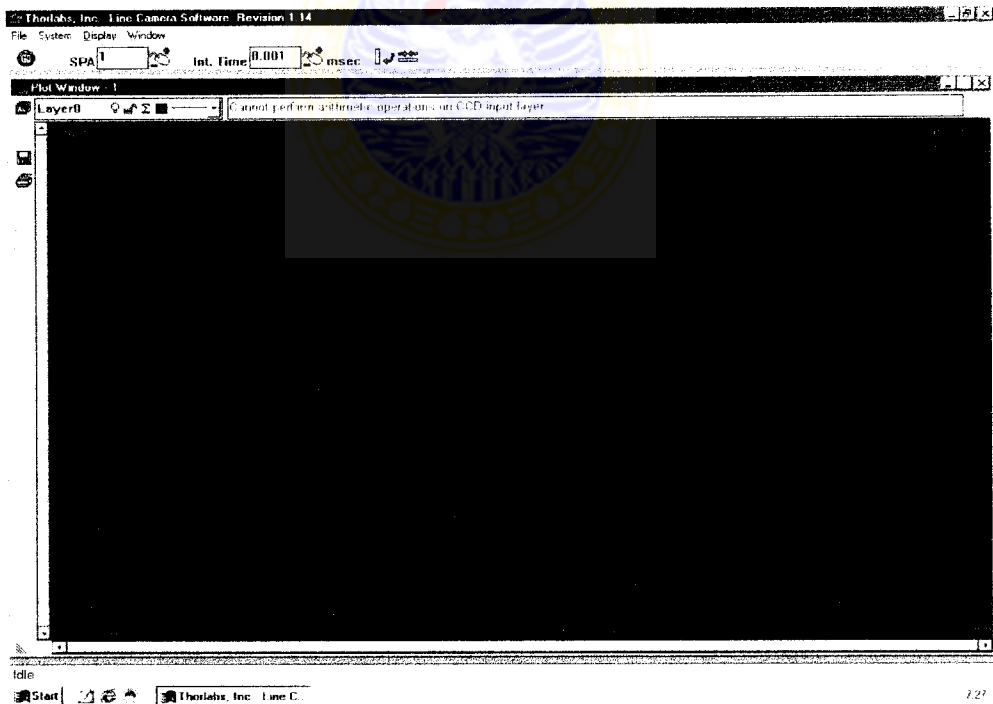 Thorlabs, Inc. Line Camera Software Revision 1.14
File System Display Window
SPA 1 Int. Time 0.001 msec
Plot Window - 1
Layer0 Σ Cannot perform arithmetic operations on CCD input layer
Idle
Start Thorlabs, Inc Line C... 7.27